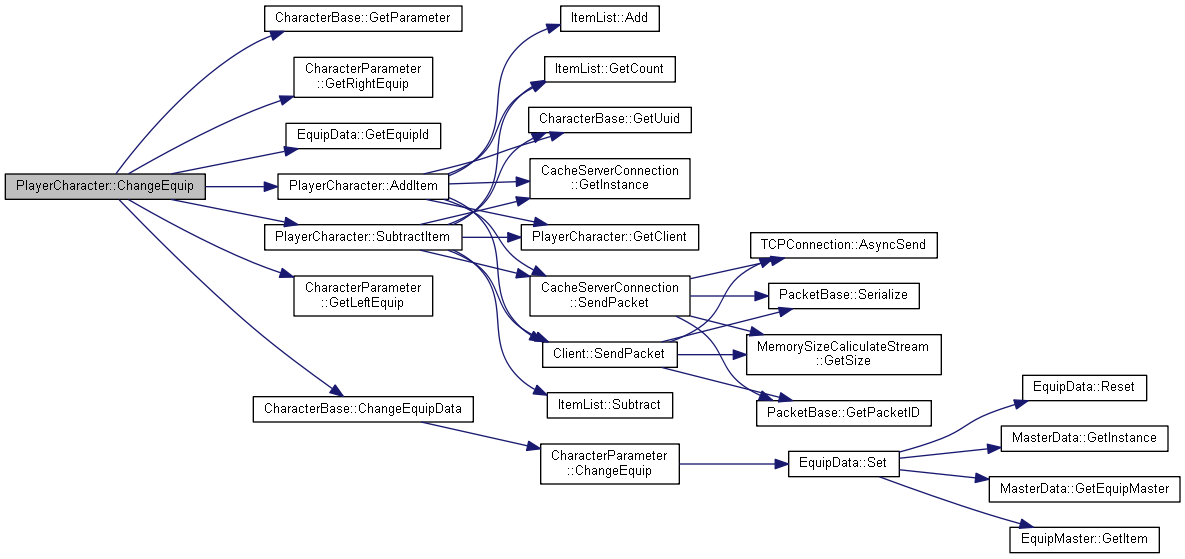 PlayerCharacter::ChangeEquip
CharacterBase::GetParameter
CharacterParameter
::GetRightEquip
EquipData::GetEquipId
PlayerCharacter::AddItem
PlayerCharacter::SubtractItem
CharacterParameter
::GetLeftEquip
CharacterBase::ChangeEquipData
ItemList::Add
ItemList::GetCount
CharacterBase::GetUuid
CacheServerConnection
::GetInstance
PlayerCharacter::GetClient
CacheServerConnection
::SendPacket
Client::SendPacket
ItemList::Subtract
CharacterParameter
::ChangeEquip
TCPConnection::AsyncSend
PacketBase::Serialize
MemorySizeCaliculateStream
::GetSize
PacketBase::GetPacketID
EquipData::Set
EquipData::Reset
MasterData::GetInstance
MasterData::GetEquipMaster
EquipMaster::GetItem